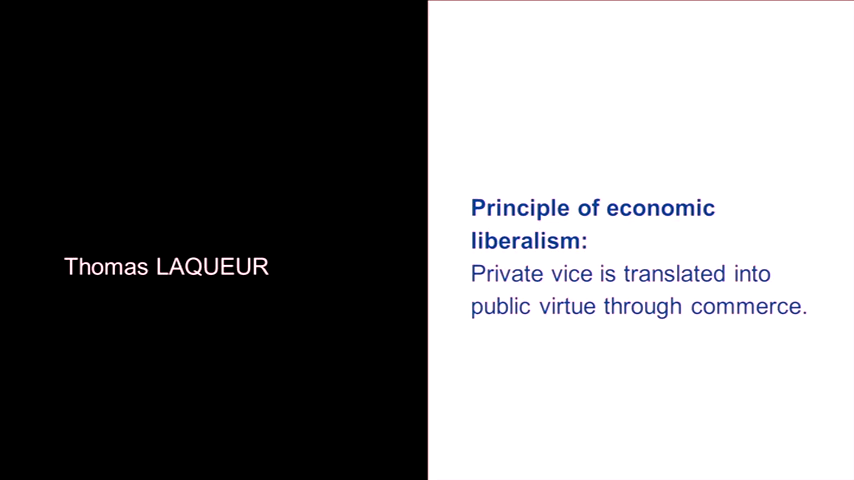 Thomas LAQUEUR
Principle of economic
liberalism:
Private vice is translated into
public virtue through commerce.